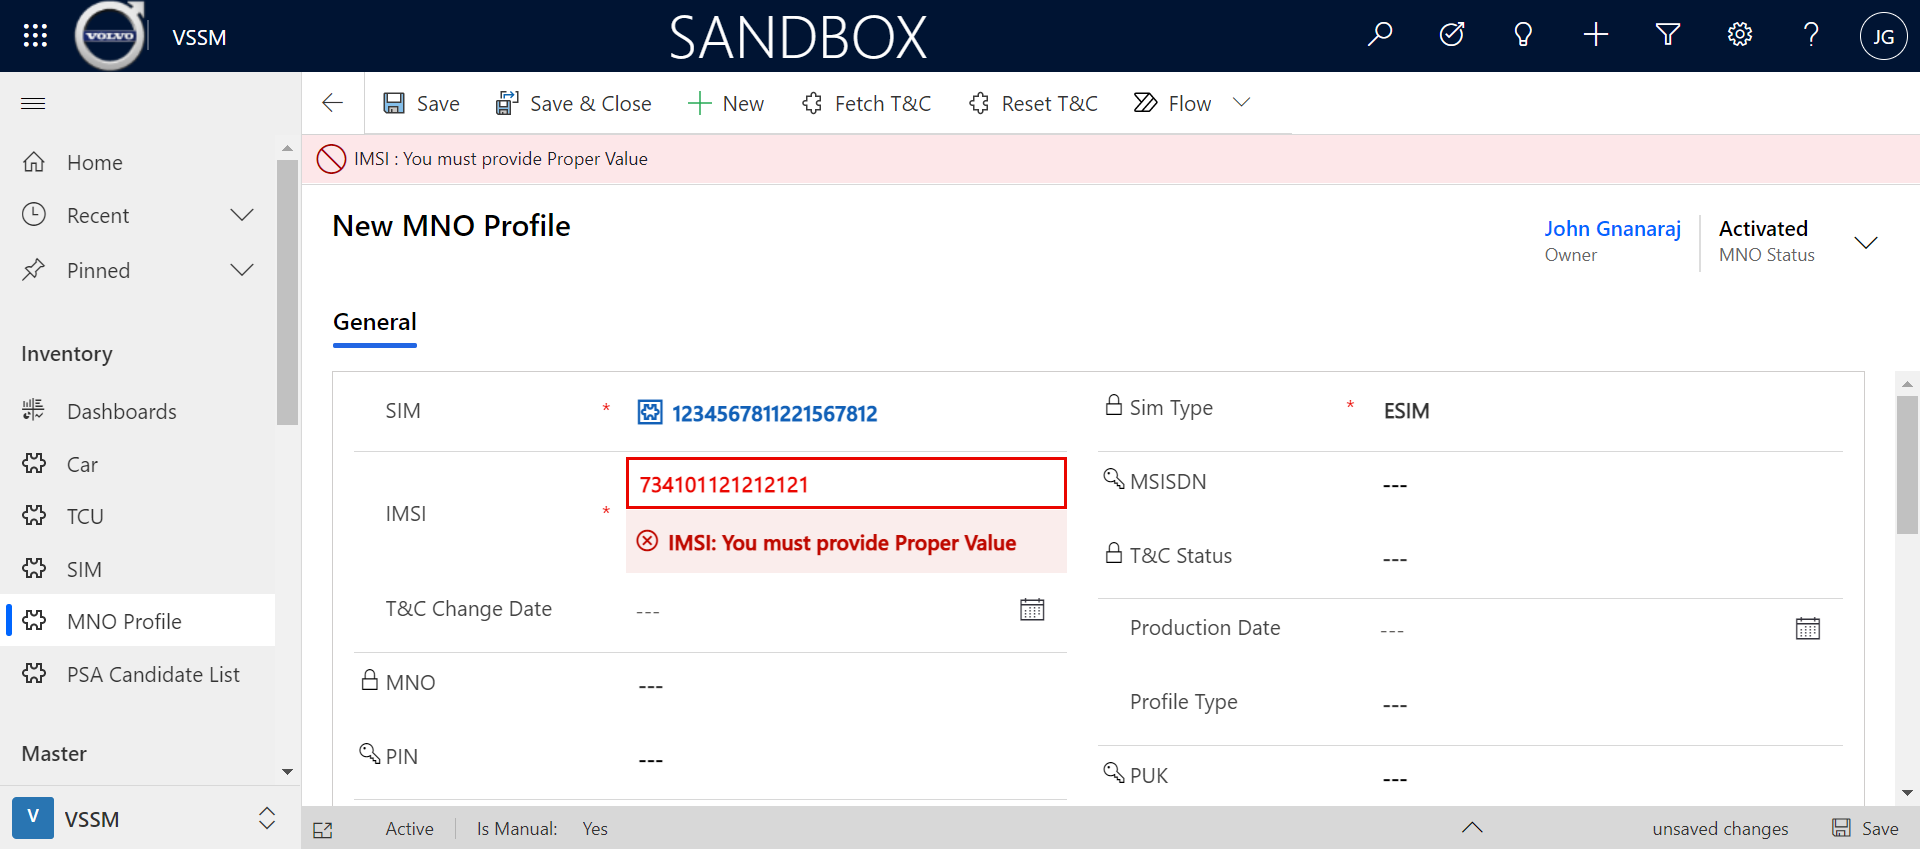 VOLVO
VSSM
SANDBOX
JG
Save
Save & Close
New
Fetch T&C
Reset T&C
Flow
IMSI : You must provide Proper Value
Home
Recent
Pinned
Inventory
Dashboards
Car
TCU
SIM
MNO Profile
PSA Candidate List
Master
V
VSSM
New MNO Profile
John Gnanaraj
Owner
Activated
MNO Status
General
SIM
*
1234567811221567812
IMSI
*
734101121212121
IMSI: You must provide Proper Value
T&C Change Date
---
MNO
---
PIN
---
Sim Type
*
ESIM
MSISDN
---
T&C Status
---
Production Date
---
Profile Type
---
PUK
---
Active
Is Manual:
Yes
unsaved changes
Save